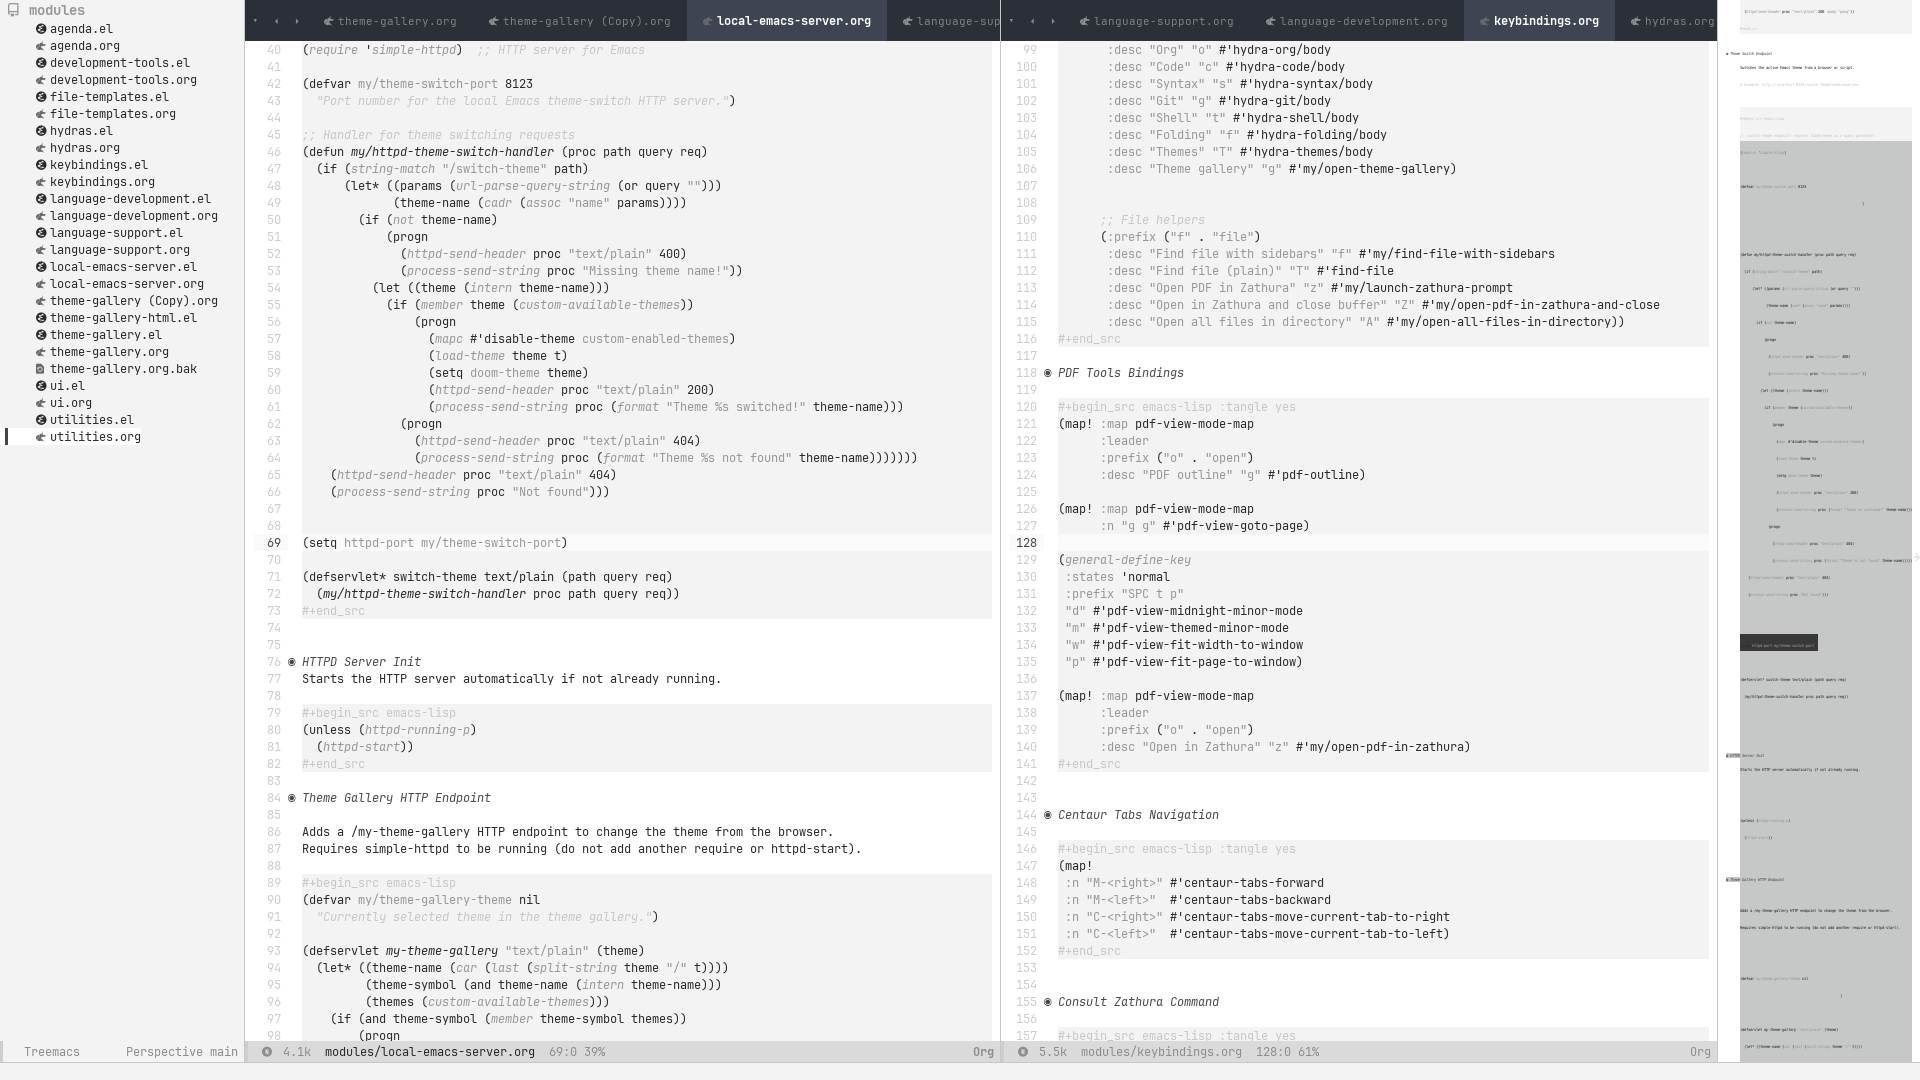 modules
agenda.el
agenda.org
development-tools.el
development-tools.org
file-templates.el
file-templates.org
hydras.el
hydras.org
keybindings.el
keybindings.org
language-development.el
language-development.org
language-support.el
language-support.org
local-emacs-server.el
local-emacs-server.org
theme-gallery (Copy).org
theme-gallery-html.el
theme-gallery.el
theme-gallery.org
theme-gallery.org.bak
ui.el
ui.org
utilities.el
utilities.org
Treemacs Perspective main
theme-gallery.org theme-gallery (Copy).org local-emacs-server.org language-sup
40 (require 'simple-httpd)  ;; HTTP server for Emacs
41
42 (defvar my/theme-switch-port 8123
43   "Port number for the local Emacs theme-switch HTTP server.")
44
45 ;; Handler for theme switching requests
46 (defun my/httpd-theme-switch-handler (proc path query req)
47   (if (string-match "/switch-theme" path)
48       (let* ((params (url-parse-query-string (or query "")))
49              (theme-name (cadr (assoc "name" params))))
50         (if (not theme-name)
51             (progn
52               (httpd-send-header proc "text/plain" 400)
53               (process-send-string proc "Missing theme name!"))
54           (let ((theme (intern theme-name)))
55             (if (member theme (custom-available-themes))
56                 (progn
57                   (mapc #'disable-theme custom-enabled-themes)
58                   (load-theme theme t)
59                   (setq doom-theme theme)
60                   (httpd-send-header proc "text/plain" 200)
61                   (process-send-string proc (format "Theme %s switched!" theme-name)))
62               (progn
63                 (httpd-send-header proc "text/plain" 404)
64                 (process-send-string proc (format "Theme %s not found" theme-name)))))))
65     (httpd-send-header proc "text/plain" 404)
66     (process-send-string proc "Not found")))
67
68
69 (setq httpd-port my/theme-switch-port)
70
71 (defservlet* switch-theme text/plain (path query req)
72   (my/httpd-theme-switch-handler proc path query req))
73 #+end_src
74
75
76 ◉ HTTPD Server Init
77 Starts the HTTP server automatically if not already running.
78
79 #+begin_src emacs-lisp
80 (unless (httpd-running-p)
81   (httpd-start))
82 #+end_src
83
84 ◉ Theme Gallery HTTP Endpoint
85
86 Adds a /my-theme-gallery HTTP endpoint to change the theme from the browser.
87 Requires simple-httpd to be running (do not add another require or httpd-start).
88
89 #+begin_src emacs-lisp
90 (defvar my/theme-gallery-theme nil
91   "Currently selected theme in the theme gallery.")
92
93 (defservlet my-theme-gallery "text/plain" (theme)
94   (let* ((theme-name (car (last (split-string theme "/" t))))
95          (theme-symbol (and theme-name (intern theme-name)))
96          (themes (custom-available-themes)))
97     (if (and theme-symbol (member theme-symbol themes))
98         (progn
4.1k modules/local-emacs-server.org 69:0 39% Org
language-support.org language-development.org keybindings.org hydras.org
99        :desc "Org" "o" #'hydra-org/body
100        :desc "Code" "c" #'hydra-code/body
101        :desc "Syntax" "s" #'hydra-syntax/body
102        :desc "Git" "g" #'hydra-git/body
103        :desc "Shell" "t" #'hydra-shell/body
104        :desc "Folding" "f" #'hydra-folding/body
105        :desc "Themes" "T" #'hydra-themes/body
106        :desc "Theme gallery" "g" #'my/open-theme-gallery)
107
108
109       ;; File helpers
110       (:prefix ("f" . "file")
111        :desc "Find file with sidebars" "f" #'my/find-file-with-sidebars
112        :desc "Find file (plain)" "T" #'find-file
113        :desc "Open PDF in Zathura" "z" #'my/launch-zathura-prompt
114        :desc "Open in Zathura and close buffer" "Z" #'my/open-pdf-in-zathura-and-close
115        :desc "Open all files in directory" "A" #'my/open-all-files-in-directory))
116 #+end_src
117
118 ◉ PDF Tools Bindings
119
120 #+begin_src emacs-lisp :tangle yes
121 (map! :map pdf-view-mode-map
122       :leader
123       :prefix ("o" . "open")
124       :desc "PDF outline" "g" #'pdf-outline)
125
126 (map! :map pdf-view-mode-map
127       :n "g g" #'pdf-view-goto-page)
128
129 (general-define-key
130  :states 'normal
131  :prefix "SPC t p"
132  "d" #'pdf-view-midnight-minor-mode
133  "m" #'pdf-view-themed-minor-mode
134  "w" #'pdf-view-fit-width-to-window
135  "p" #'pdf-view-fit-page-to-window)
136
137 (map! :map pdf-view-mode-map
138       :leader
139       :prefix ("o" . "open")
140       :desc "Open in Zathura" "z" #'my/open-pdf-in-zathura)
141 #+end_src
142
143
144 ◉ Centaur Tabs Navigation
145
146 #+begin_src emacs-lisp :tangle yes
147 (map!
148  :n "M-<right>" #'centaur-tabs-forward
149  :n "M-<left>"  #'centaur-tabs-backward
150  :n "C-<right>" #'centaur-tabs-move-current-tab-to-right
151  :n "C-<left>"  #'centaur-tabs-move-current-tab-to-left)
152 #+end_src
153
154
155 ◉ Consult Zathura Command
156
157 #+begin_src emacs-lisp :tangle yes
5.5k modules/keybindings.org 128:0 61% Org